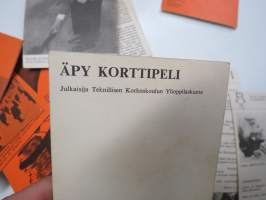 ÄPY KORTTIPELI
Julkaisija Teknillisen Korkeakoulun Ylioppilaskunta